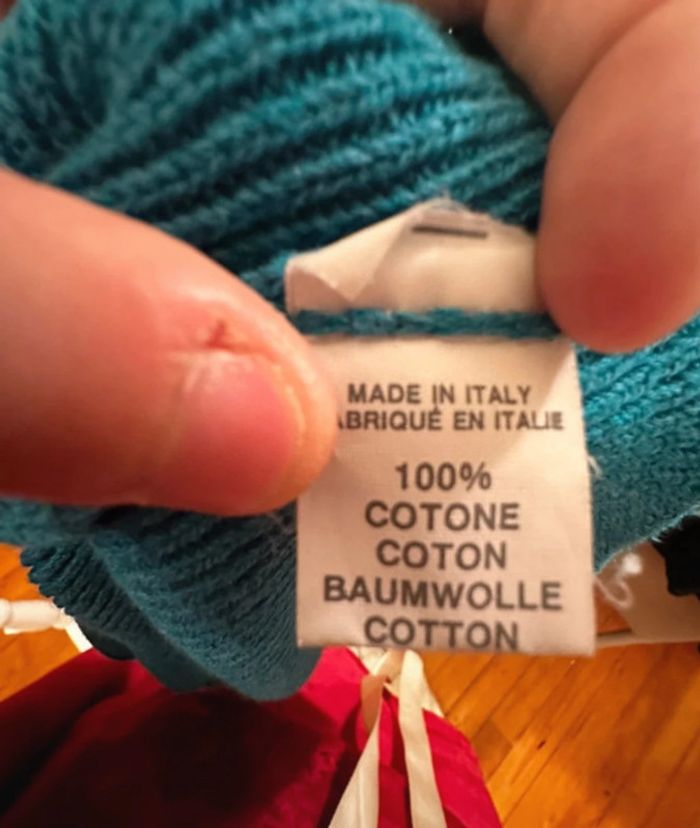 MADE IN ITALY
ABRIQUÉ EN ITALIE
100%
COTONE
COTON
BAUMWOLLE
COTTON